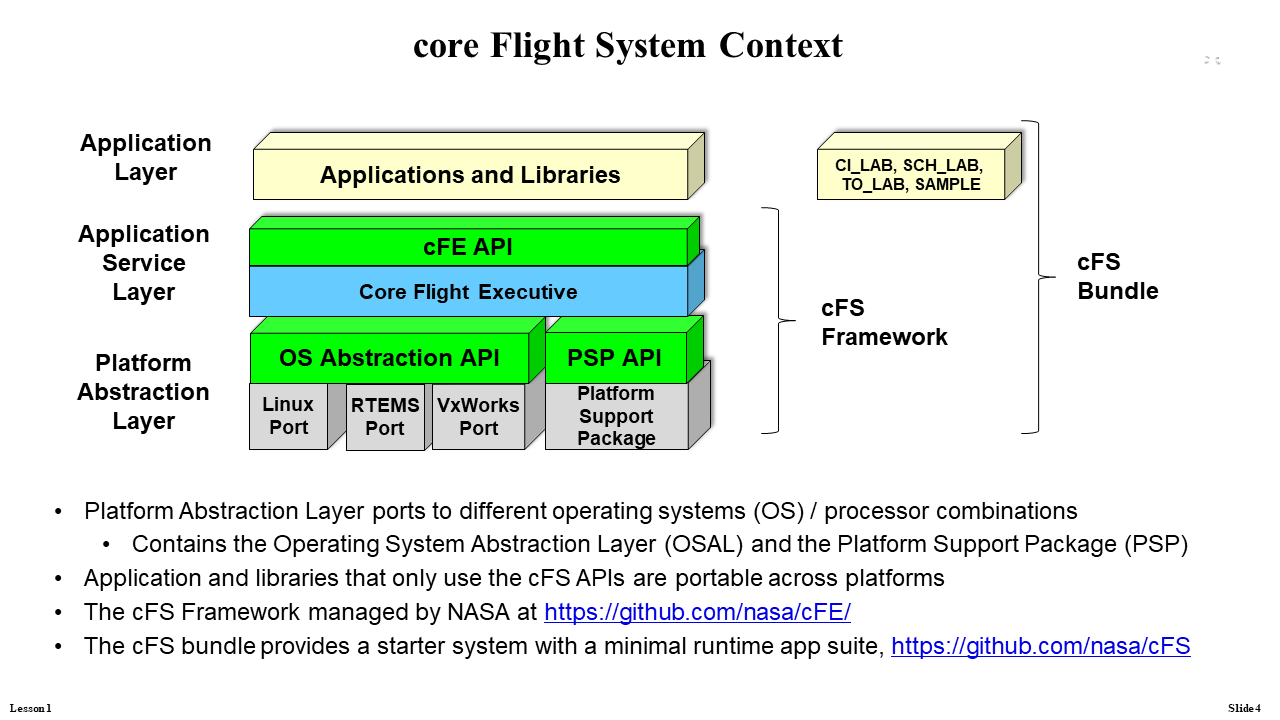 core Flight System Context
Application
Layer
Applications and Libraries
CI_LAB, SCH_LAB,
TO_LAB, SAMPLE
Application
Service
Layer
cFE API
Core Flight Executive
cFS
Framework
cFS
Bundle
Platform
Abstraction
Layer
OS Abstraction API
PSP API
Linux
Port
RTEMS
Port
VxWorks
Port
Platform
Support
Package
• Platform Abstraction Layer ports to different operating systems (OS) / processor combinations
• Contains the Operating System Abstraction Layer (OSAL) and the Platform Support Package (PSP)
• Application and libraries that only use the cFS APIs are portable across platforms
• The cFS Framework managed by NASA at https://github.com/nasa/cFE/
• The cFS bundle provides a starter system with a minimal runtime app suite, https://github.com/nasa/cFS
Lesson 1
Slide 4